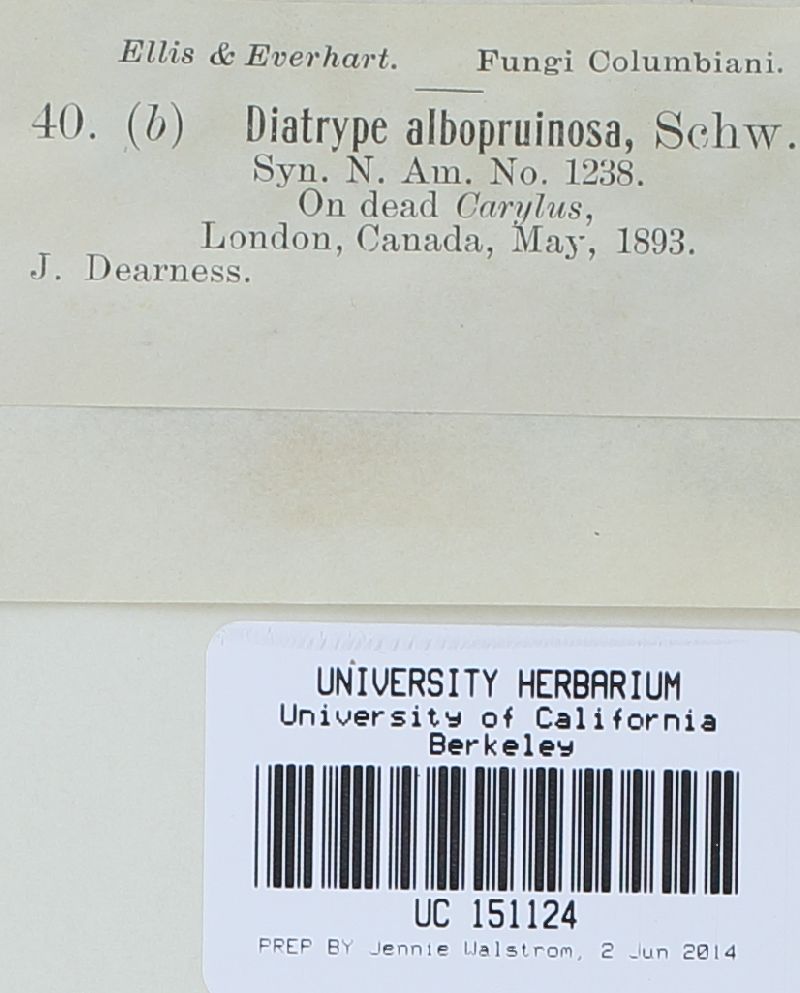 Ellis & Everhart. Fungi Columbiani.
40. (b) Diatrype albopruinosa, Schw.
Syn. N. Am. No. 1238.
On dead Carylus,
London, Canada, May, 1893.
J. Dearness.
UNIVERSITY HERBARIUM
University of California
Berkeley
UC 151124
PREP BY Jennie Walstrom, 2 Jun 2014